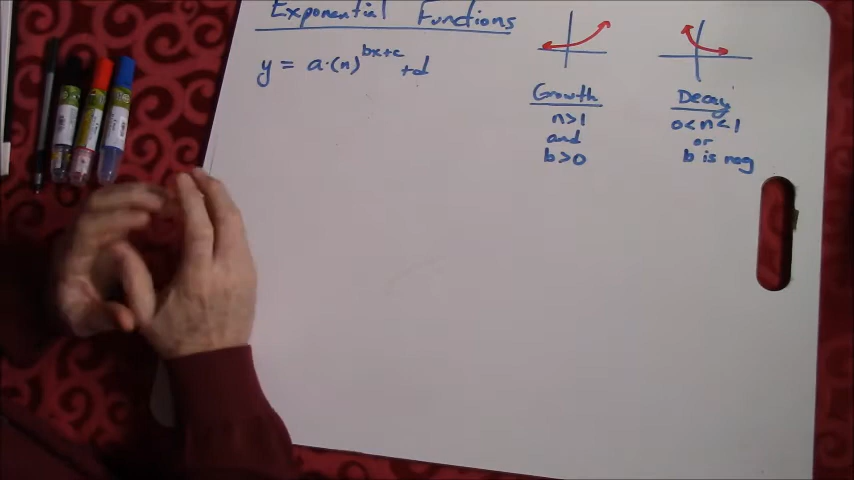 Exponential Functions
y = a·(n)^(bx+c) + d
Growth
n>1
and
b>0
Decay
0<n<1
or
b is neg